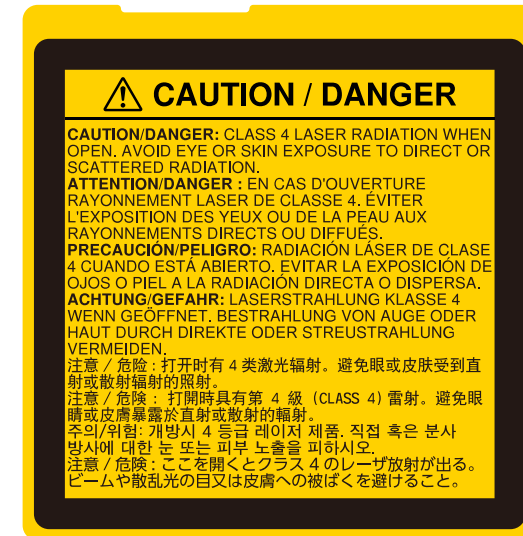 CAUTION / DANGER
CAUTION/DANGER: CLASS 4 LASER RADIATION WHEN
OPEN. AVOID EYE OR SKIN EXPOSURE TO DIRECT OR
SCATTERED RADIATION.
ATTENTION/DANGER : EN CAS D'OUVERTURE
RAYONNEMENT LASER DE CLASSE 4. ÉVITER
L'EXPOSITION DES YEUX OU DE LA PEAU AUX
RAYONNEMENTS DIRECTS OU DIFFUÉS.
PRECAUCIÓN/PELIGRO: RADIACIÓN LÁSER DE CLASE
4 CUANDO ESTÁ ABIERTO. EVITAR LA EXPOSICIÓN DE
OJOS O PIEL A LA RADIACIÓN DIRECTA O DISPERSA.
ACHTUNG/GEFAHR: LASERSTRAHLUNG KLASSE 4
WENN GEÖFFNET. BESTRAHLUNG VON AUGE ODER
HAUT DURCH DIREKTE ODER STREUSTRAHLUNG
VERMEIDEN.
注意 / 危险 : 打开时有 4 类激光辐射。避免眼或皮肤受到直
射或散射辐射的照射。
注意 / 危険 : 打開時具有第 4 級 (CLASS 4) 雷射。避免眼
睛或皮膚暴露於直射或散射的輻射。
주의/위험: 개방시 4 등급 레이저 제품. 직접 혹은 분사
방사에 대한 눈 또는 피부 노출을 피하시오.
注意 / 危険 : ここを開くとクラス 4 のレーザ放射が出る。
ビームや散乱光の目又は皮膚への被ばくを避けること。